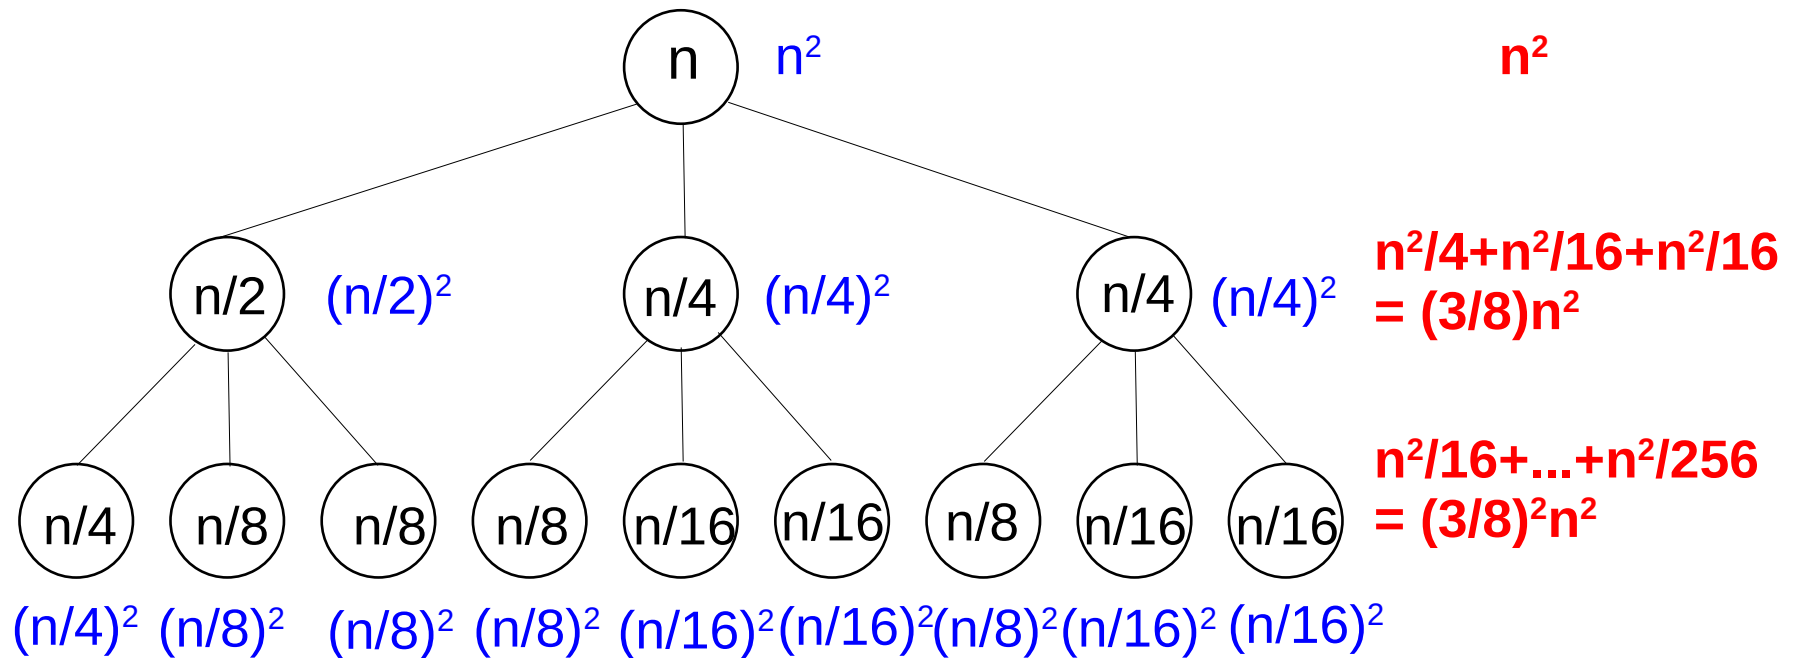 n n² n²
n/2 (n/2)² n/4 (n/4)² n/4 (n/4)² n²/4+n²/16+n²/16
= (3/8)n²
n/4 n/8 n/8 n/8 n/16 n/16 n/8 n/16 n/16 n²/16+...+n²/256
= (3/8)²n²
(n/4)² (n/8)² (n/8)² (n/8)² (n/16)² (n/16)² (n/8)² (n/16)² (n/16)²